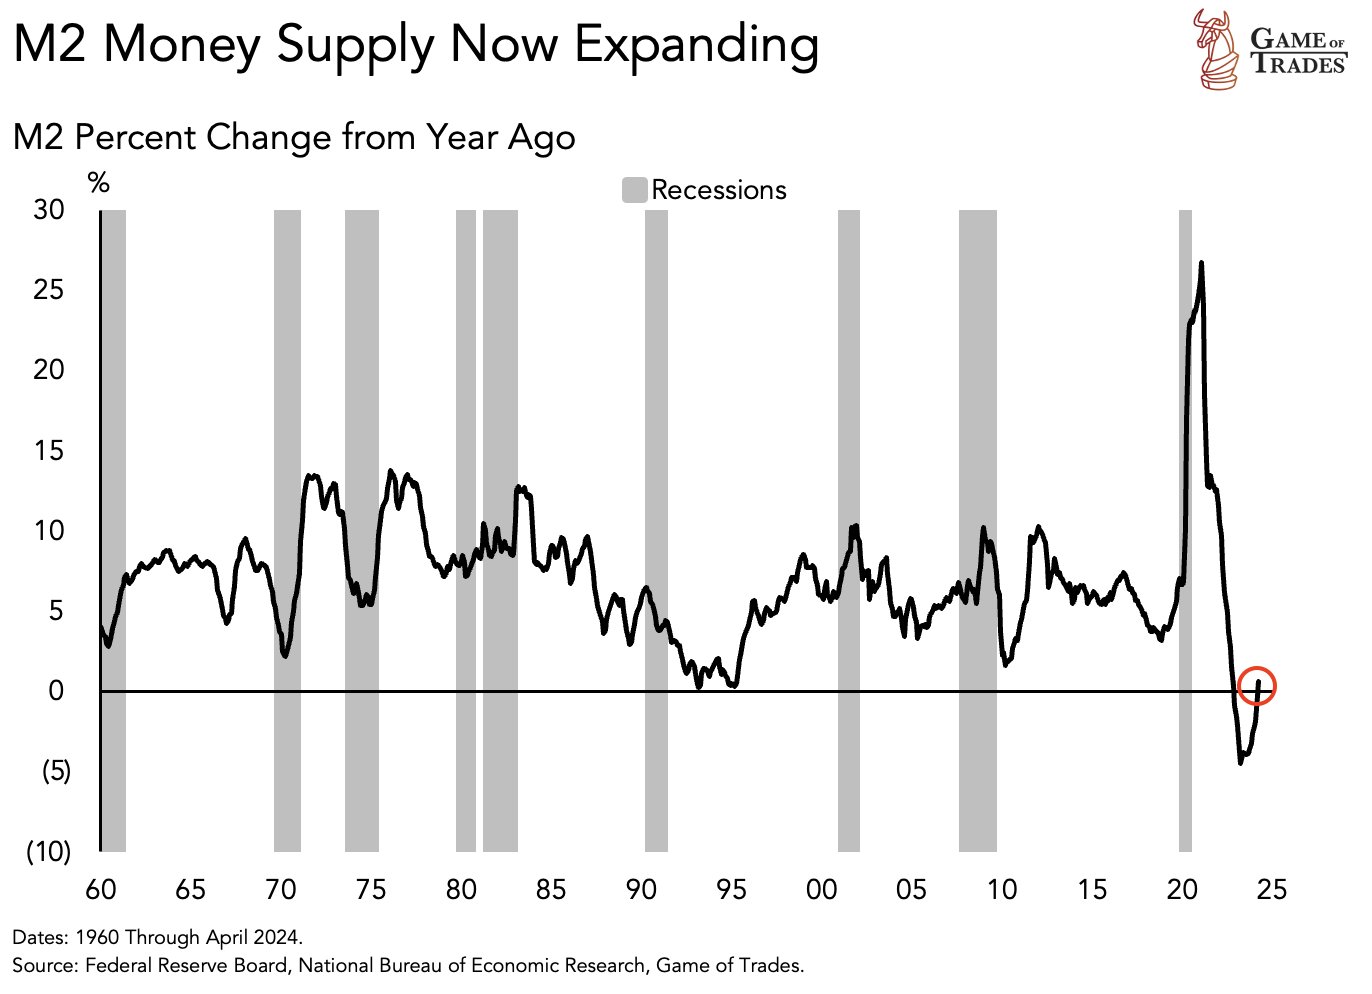 M2 Money Supply Now Expanding
GAME OF
TRADES
M2 Percent Change from Year Ago
%
Recessions
30
25
20
15
10
5
0
(5)
(10)
60 65 70 75 80 85 90 95 00 05 10 15 20 25
Dates: 1960 Through April 2024.
Source: Federal Reserve Board, National Bureau of Economic Research, Game of Trades.